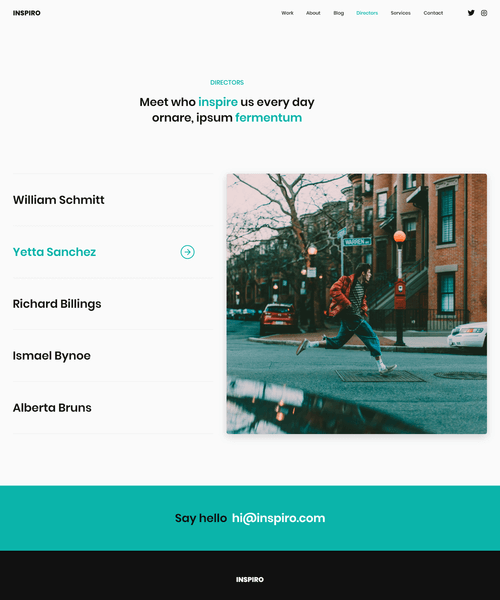 INSPIRO
Work About Blog Directors Services Contact
DIRECTORS
Meet who inspire us every day
ornare, ipsum fermentum
William Schmitt
Yetta Sanchez
Richard Billings
Ismael Bynoe
Alberta Bruns
WARREN
Say hello hi@inspiro.com
INSPIRO